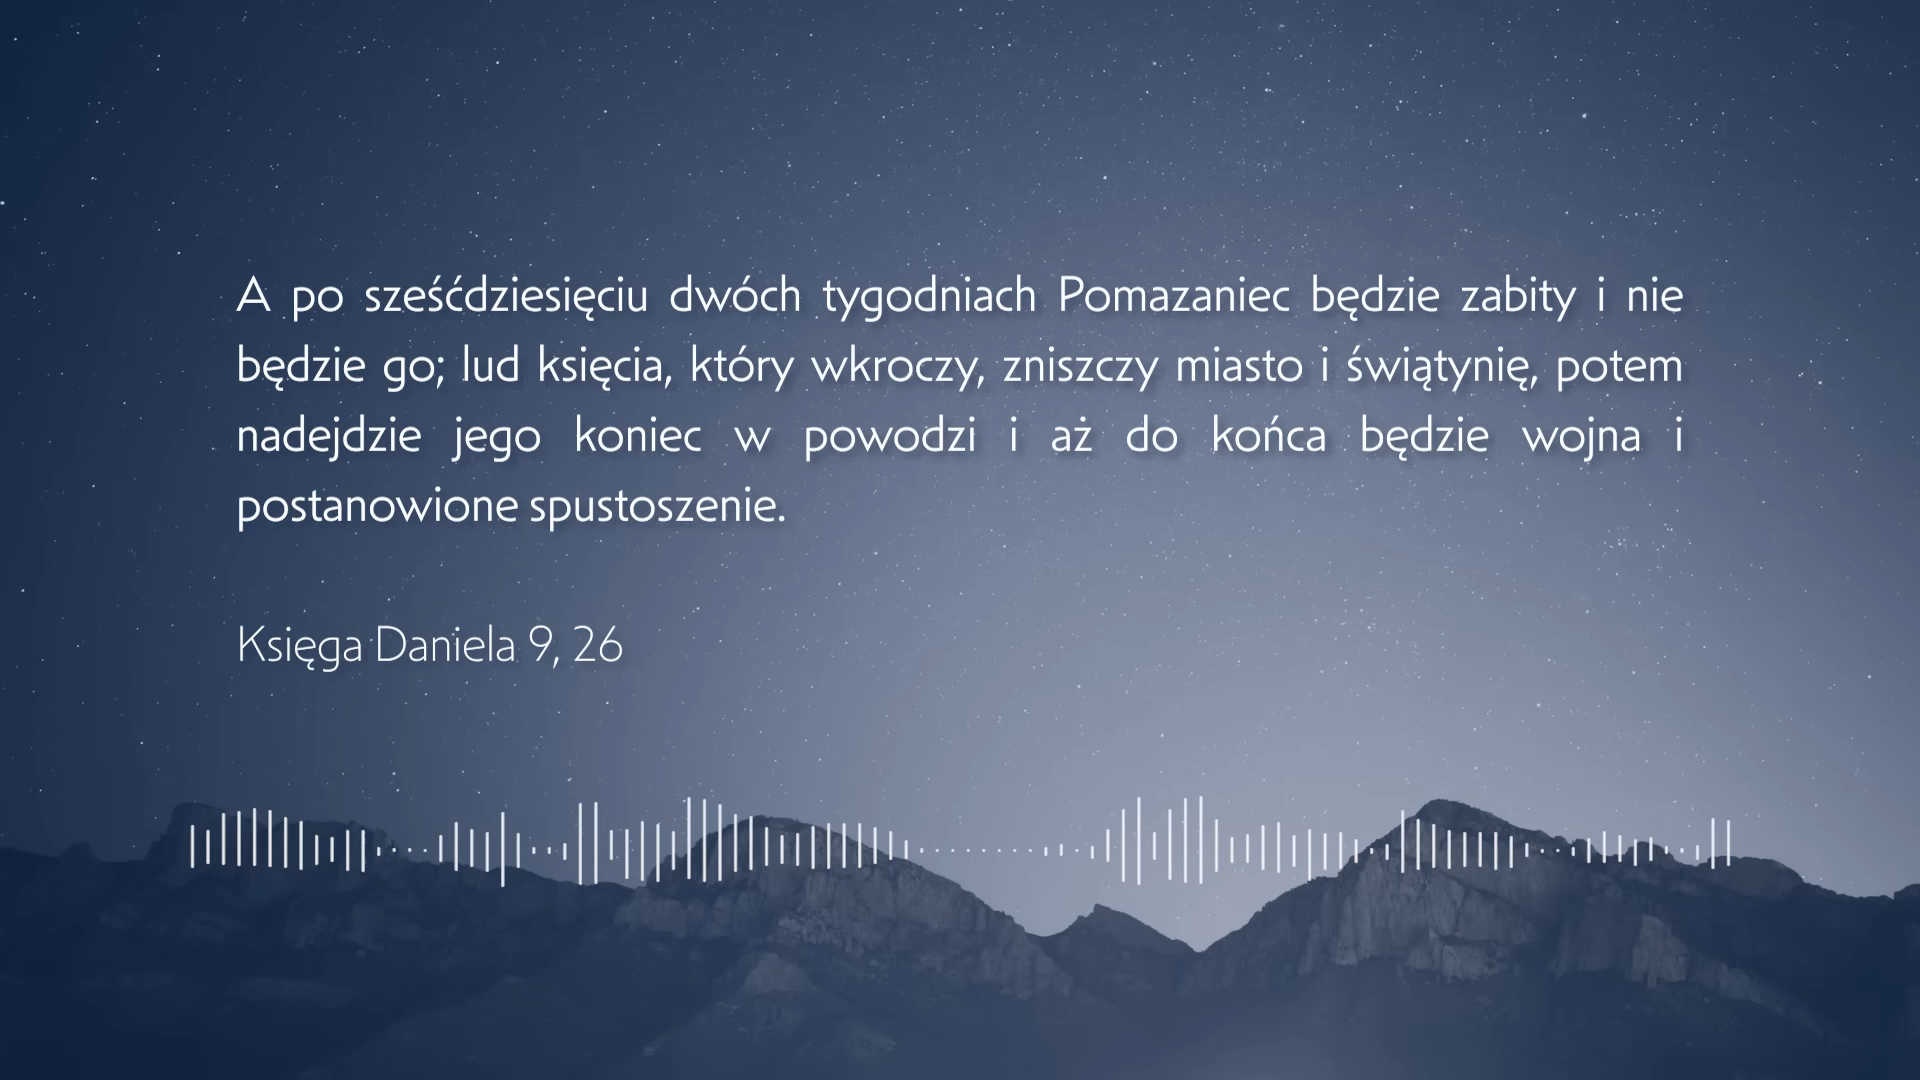 A po sześćdziesięciu dwóch tygodniach Pomazaniec będzie zabity i nie
będzie go; lud księcia, który wkroczy, zniszczy miasto i świątynię, potem
nadejdzie jego koniec w powodzi i aż do końca będzie wojna i
postanowione spustoszenie.
Księga Daniela 9, 26